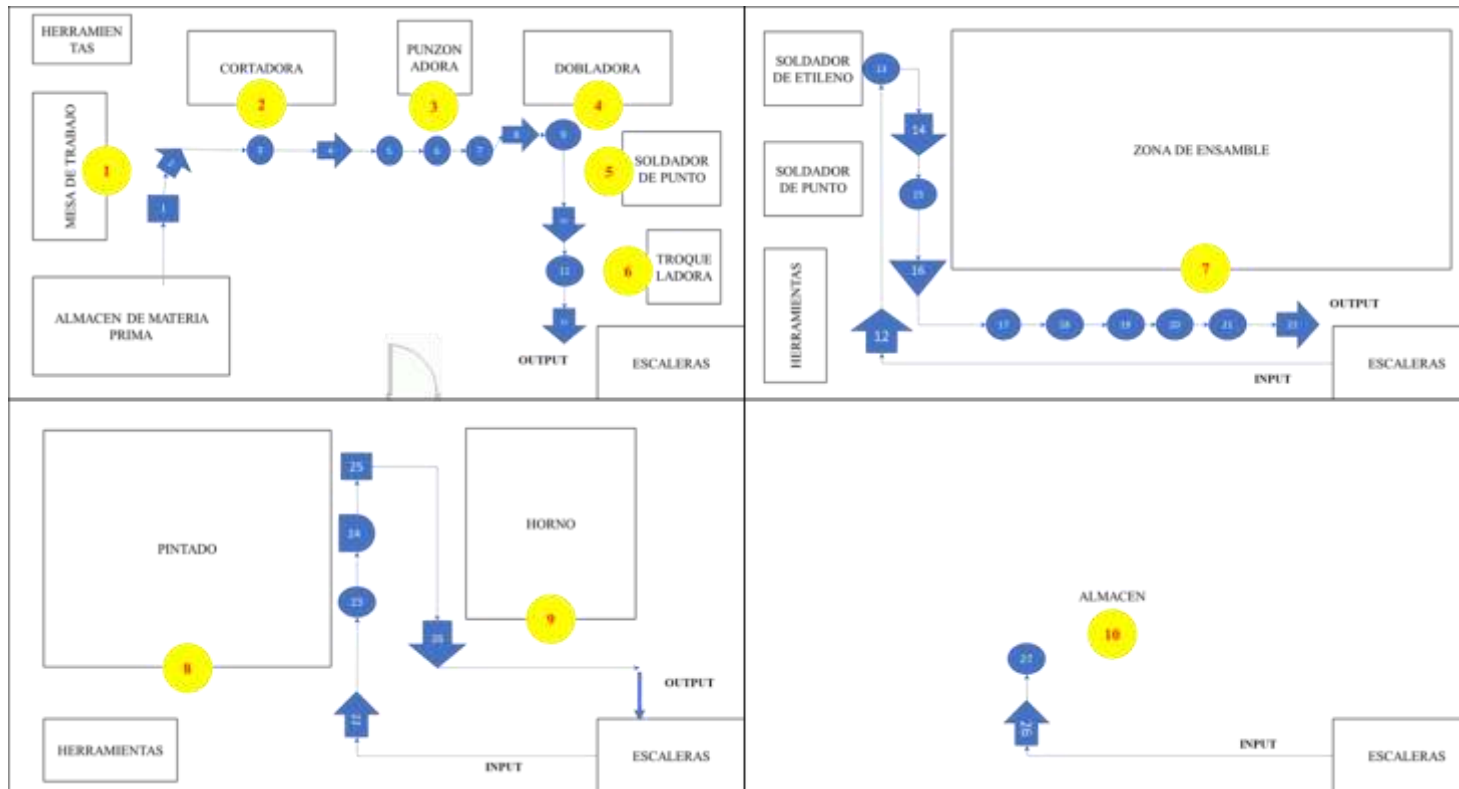 HERRAMIEN
TAS
CORTADORA
PUNZON
ADORA
DOBLADORA
2
3
4
MESA DE TRABAJO
1
3
4
5
6
7
8
9
5
SOLDADOR
DE PUNTO
2
1
10
11
6
TROQUE
LADORA
ALMACEN DE MATERIA
PRIMA
OUTPUT
ESCALERAS
SOLDADOR
DE ETILENO
13
14
ZONA DE ENSAMBLE
SOLDADOR
DE PUNTO
15
16
7
HERRAMIENTAS
12
17
18
19
20
21
22
OUTPUT
INPUT
ESCALERAS
25
PINTADO
24
HORNO
23
9
8
22
OUTPUT
HERRAMIENTAS
INPUT
ESCALERAS
ALMACEN
10
27
26
INPUT
ESCALERAS